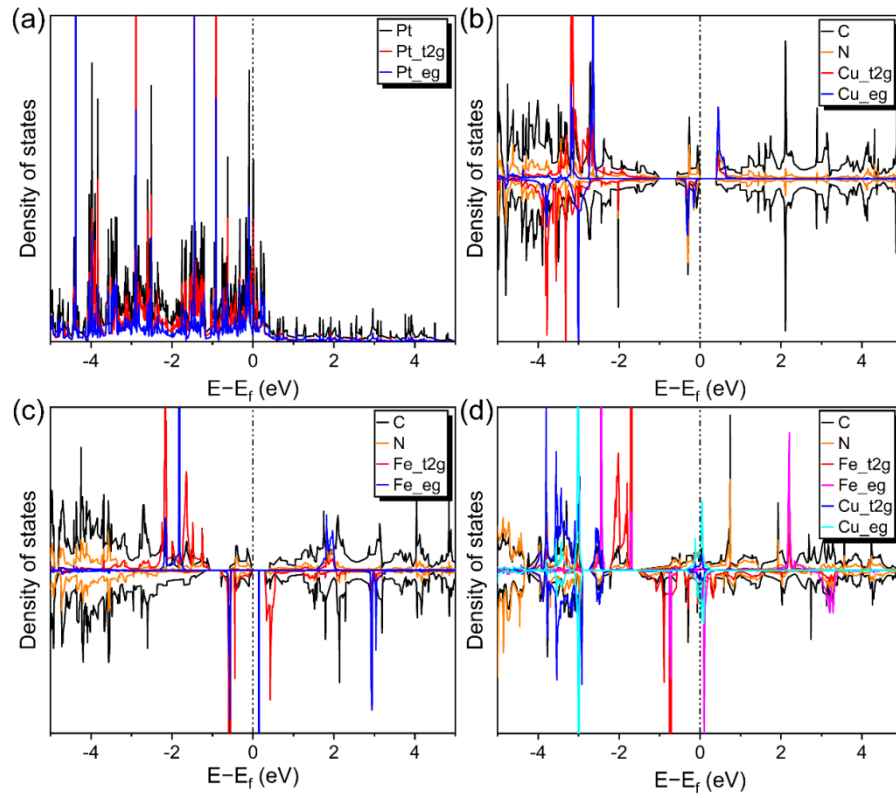 (a)
Pt
Pt_t2g
Pt_eg
Density of states
-4 -2 0 2 4
E−E_f (eV)
(b)
C
N
Cu_t2g
Cu_eg
Density of states
-4 -2 0 2 4
E−E_f (eV)
(c)
C
N
Fe_t2g
Fe_eg
Density of states
-4 -2 0 2 4
E−E_f (eV)
(d)
C
N
Fe_t2g
Fe_eg
Cu_t2g
Cu_eg
Density of states
-4 -2 0 2 4
E−E_f (eV)